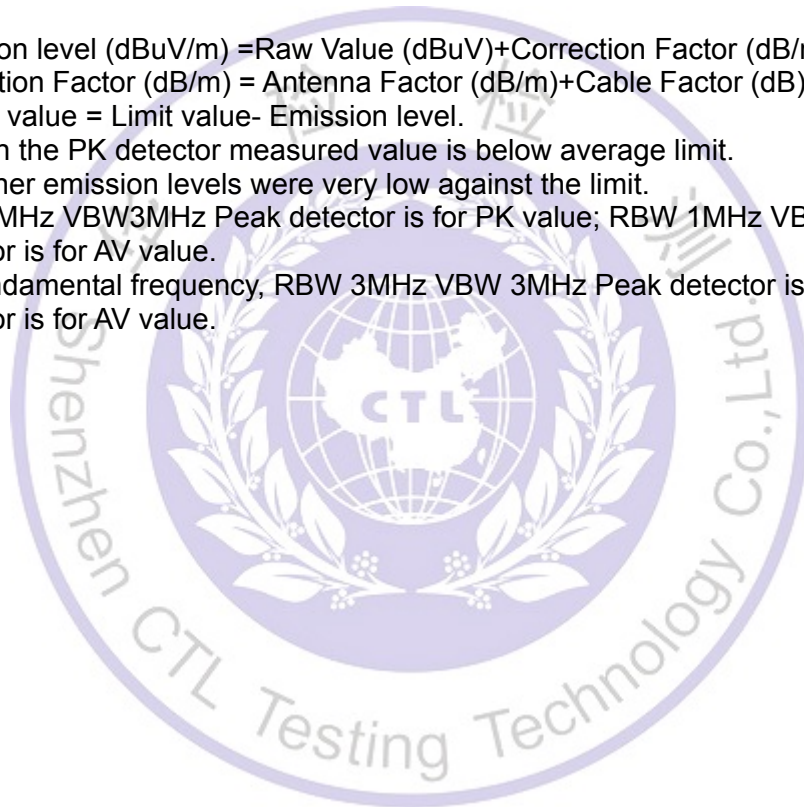 on level (dBuV/m) =Raw Value (dBuV)+Correction Factor (dB/m
tion Factor (dB/m) = Antenna Factor (dB/m)+Cable Factor (dB)
value = Limit value- Emission level.
n the PK detector measured value is below average limit.
ner emission levels were very low against the limit.
MHz VBW3MHz Peak detector is for PK value; RBW 1MHz VB
or is for AV value.
ndamental frequency, RBW 3MHz VBW 3MHz Peak detector is
or is for AV value.
检 测
CTL
Shenzhen CTL Testing Technology Co.,Ltd.